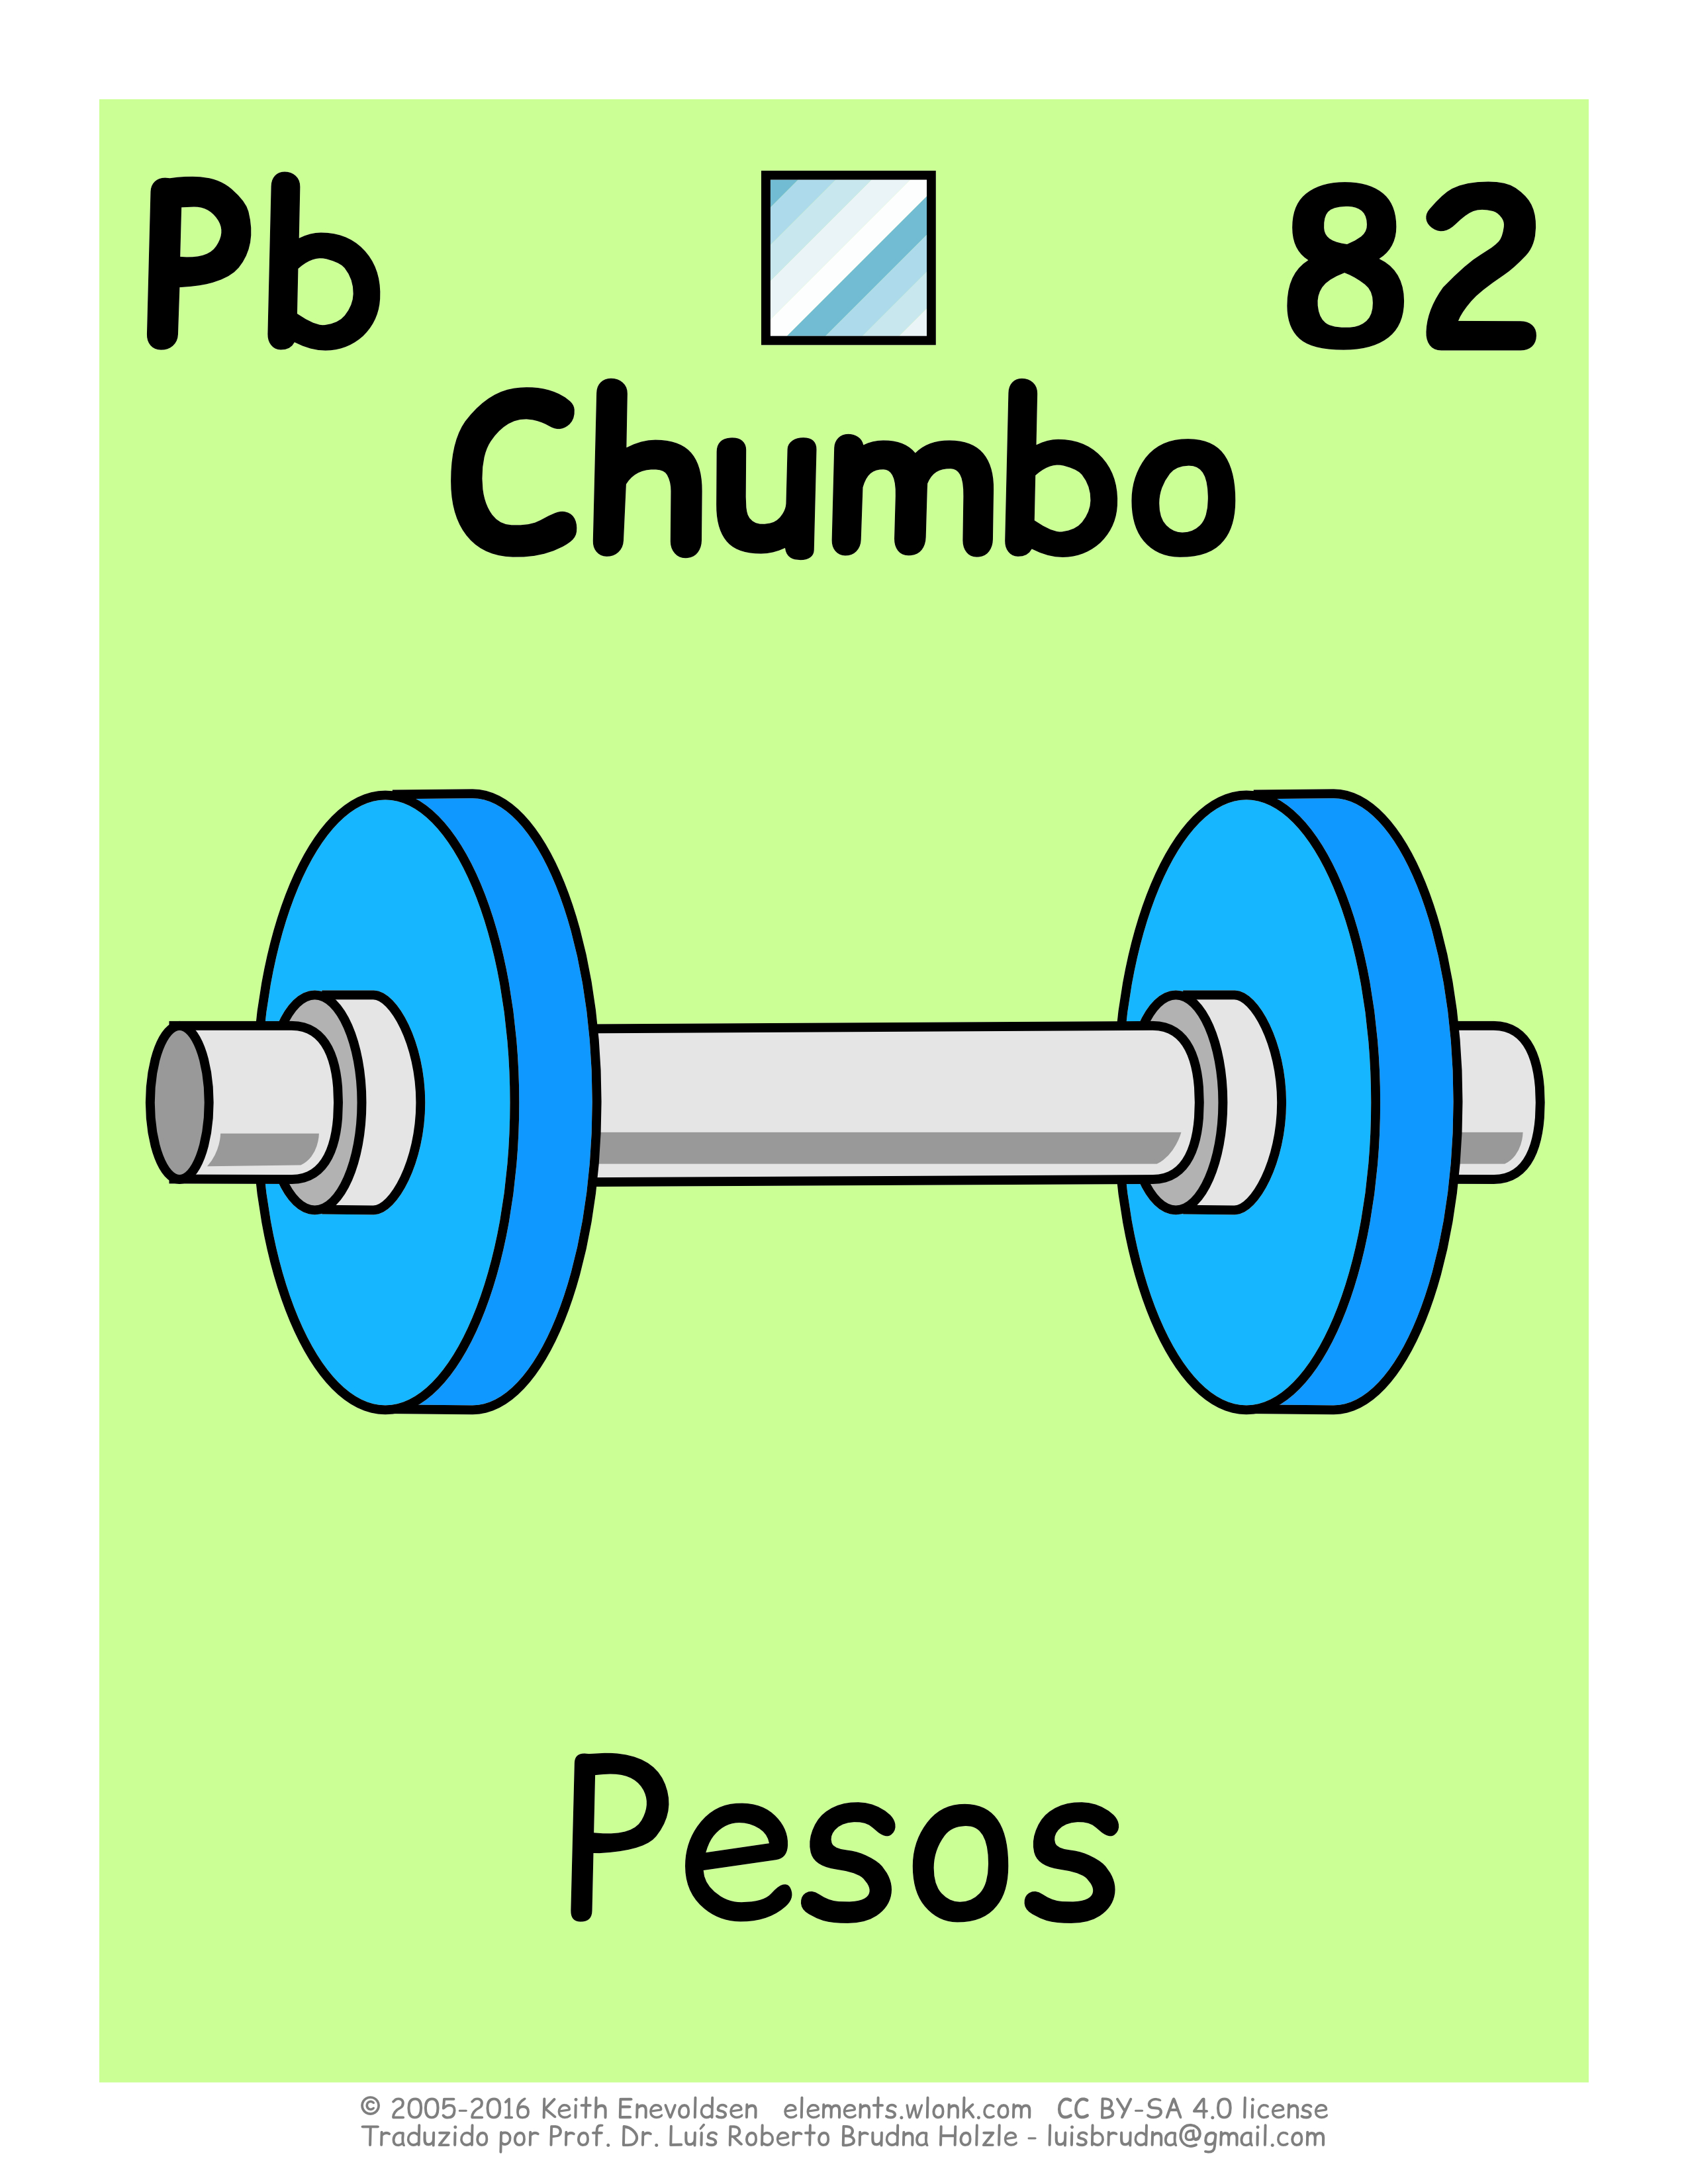 Pb 82
Chumbo
Pesos
© 2005-2016 Keith Enevoldsen elements.wlonk.com CC BY-SA 4.0 license
Traduzido por Prof. Dr. Luís Roberto Brudna Holzle - luisbrudna@gmail.com